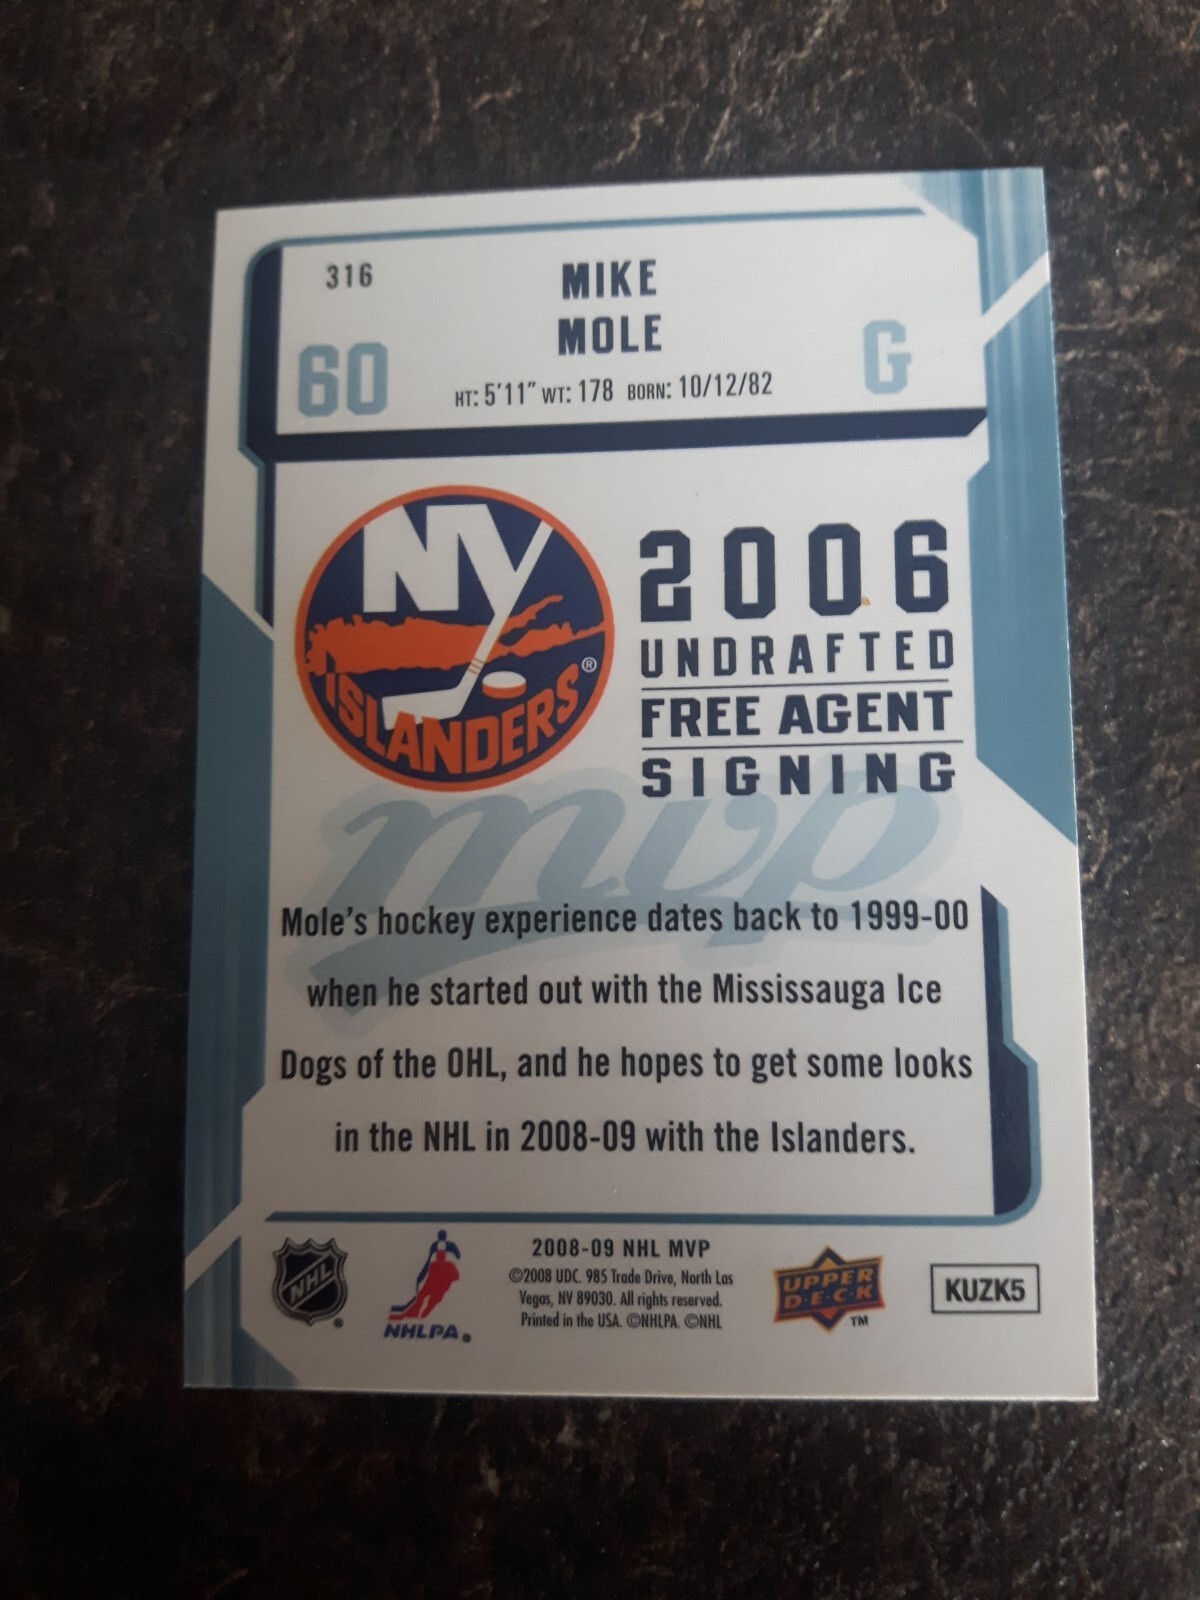 316
MIKE
MOLE
60
G
HT: 5'11" WT: 178 BORN: 10/12/82
NY
ISLANDERS
®
2006
UNDRAFTED
FREE AGENT
SIGNING
mvp
Mole's hockey experience dates back to 1999-00
when he started out with the Mississauga Ice
Dogs of the OHL, and he hopes to get some looks
in the NHL in 2008-09 with the Islanders.
NHL ®
NHLPA ®
2008-09 NHL MVP
©2008 UDC. 985 Trade Drive, North Las
Vegas, NV 89030. All rights reserved.
Printed in the USA. ©NHLPA. ©NHL
UPPER
D·E·C·K
™
KUZK5